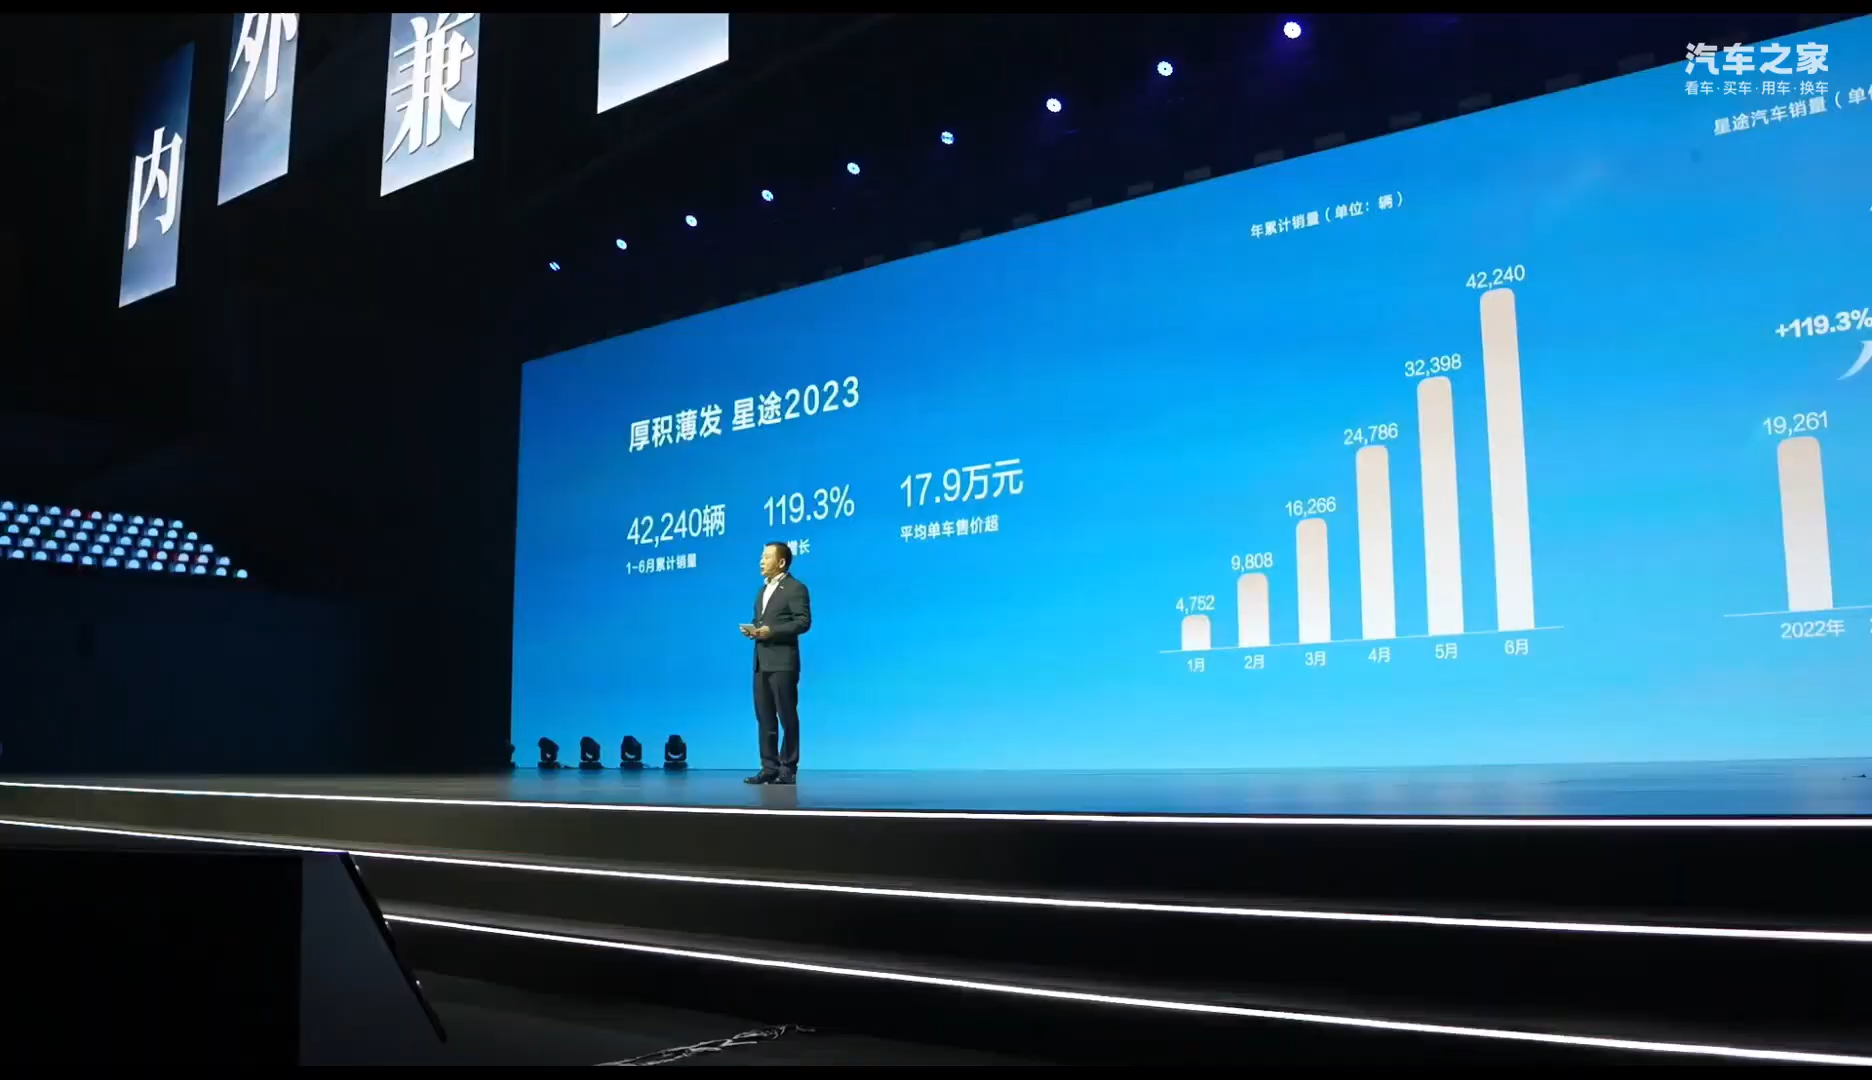 内
外
兼
汽车之家
看车·买车·用车·换车
厚积薄发 星途2023
42,240辆
1-6月累计销量
119.3%
增长
17.9万元
平均单车售价超
年累计销量（单位：辆）
4,752
9,808
16,266
24,786
32,398
42,240
1月
2月
3月
4月
5月
6月
星途汽车销量（单
+119.3%
19,261
2022年